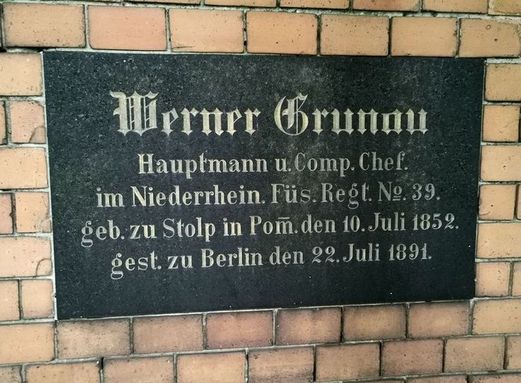 Werner Grunau
Hauptmann u. Comp. Chef.
im Niederrhein. Füs. Regt. No. 39.
geb. zu Stolp in Pom̅. den 10. Juli 1852.
gest. zu Berlin den 22. Juli 1891.